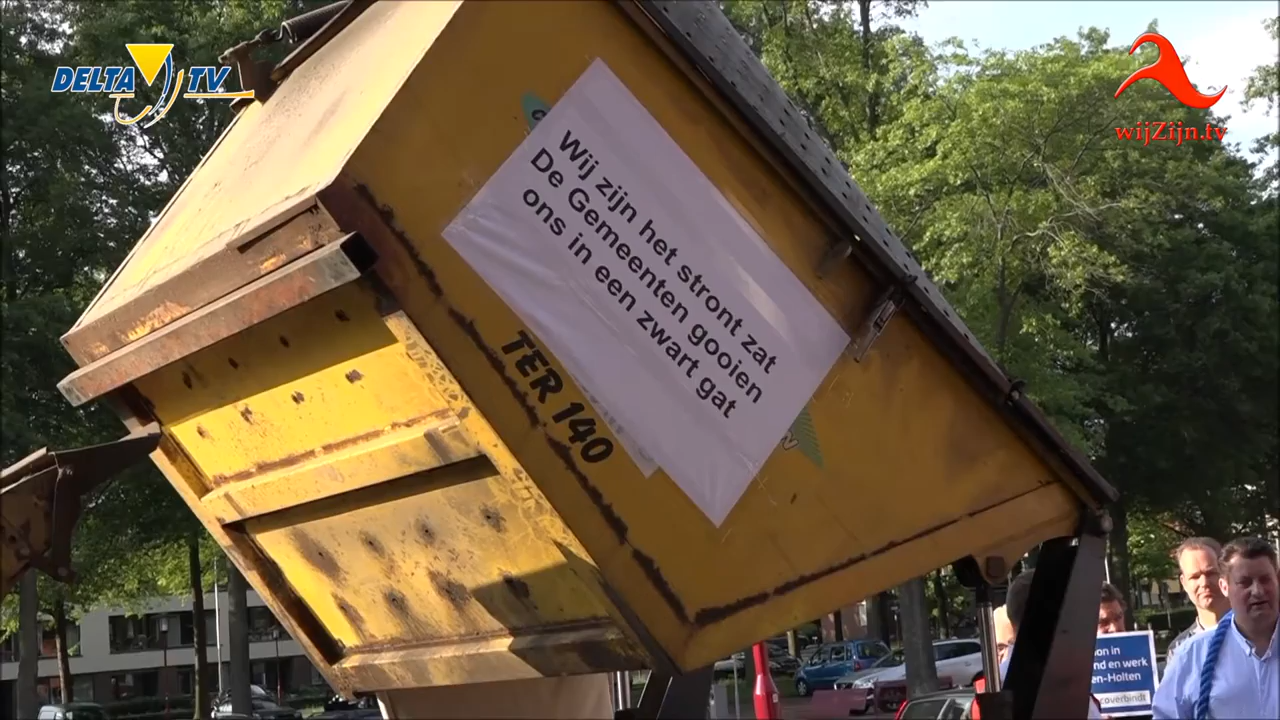 DELTA TV
wijZijn.tv
Wij zijn het stront zat
De Gemeenten gooien
ons in een zwart gat
TER 140
on in
nd en werk
en-Holten
coverbindt